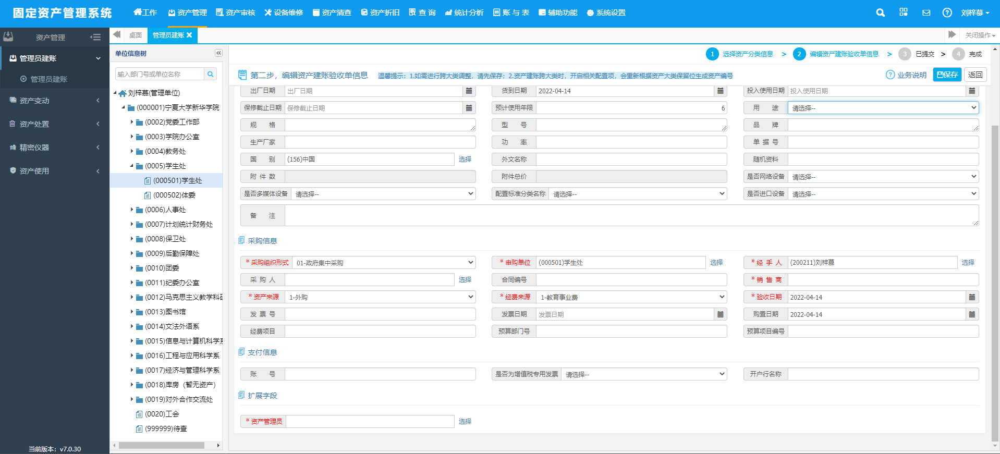 固定资产管理系统
工作 资产管理 资产审核 设备维修 资产清查 资产折旧 查 询 统计分析 账 与 表 辅助功能 系统设置
刘梓慕
资产管理
管理员建账
管理员建账
资产变动
资产处置
精密仪器
资产使用
当前版本：v7.0.30
桌面 管理员建账 关闭操作
单位信息树
输入部门号或单位名称
刘梓慕(管理单位)
(000001)宁夏大学新华学院
(0002)党委工作部
(0003)学院办公室
(0004)教务处
(0005)学生处
(000501)学生处
(000502)体委
(0006)人事处
(0007)计划统计财务处
(0008)保卫处
(0009)后勤保障处
(0010)团委
(0011)纪委办公室
(0012)马克思主义教学科研
(0013)图书馆
(0014)文法外语系
(0015)信息与计算机科学系
(0016)工程与应用科学系
(0017)经济与管理科学系
(0018)库房（暂无资产）
(0019)对外合作交流处
(0020)工会
(999999)待查
1 选择资产分类信息 > 2 编辑资产建账验收单信息 > 3 已提交 > 4 完成
第二步，编辑资产建账验收单信息 温馨提示：1.如需进行跨大类调整，请先保存；2.资产建账跨大类时，开启相关配置项，会重新根据资产大类保留位生成资产编号 业务说明 保存 返回
出厂日期 出厂日期 货到日期 2022-04-14 投入使用日期 投入使用日期
保修截止日期 保修截止日期 预计使用年限 6 用 途 请选择--
规 格 型 号 品 牌
生产厂家 功 率 单 据 号
国 别 (156)中国 选择 外文名称 随机资料
附 件 数 附件总价 是否网络设备 请选择--
是否多媒体设备 请选择-- 配置标准分类名称 请选择-- 是否进口设备 请选择--
备 注
采购信息
* 采购组织形式 01-政府集中采购 * 申购单位 (000501)学生处 选择 * 经 手 人 (200211)刘梓慕 选择
采 购 人 选择 合同编号 * 销 售 商
* 资产来源 1-外购 * 经费来源 1-教育事业费 * 验收日期 2022-04-14
发 票 号 发票日期 发票日期 购置日期 2022-04-14
经费项目 预算部门号 预算项目编号
支付信息
账 号 是否为增值税专用发票 请选择-- 开户行名称
扩展字段
* 资产管理员 选择